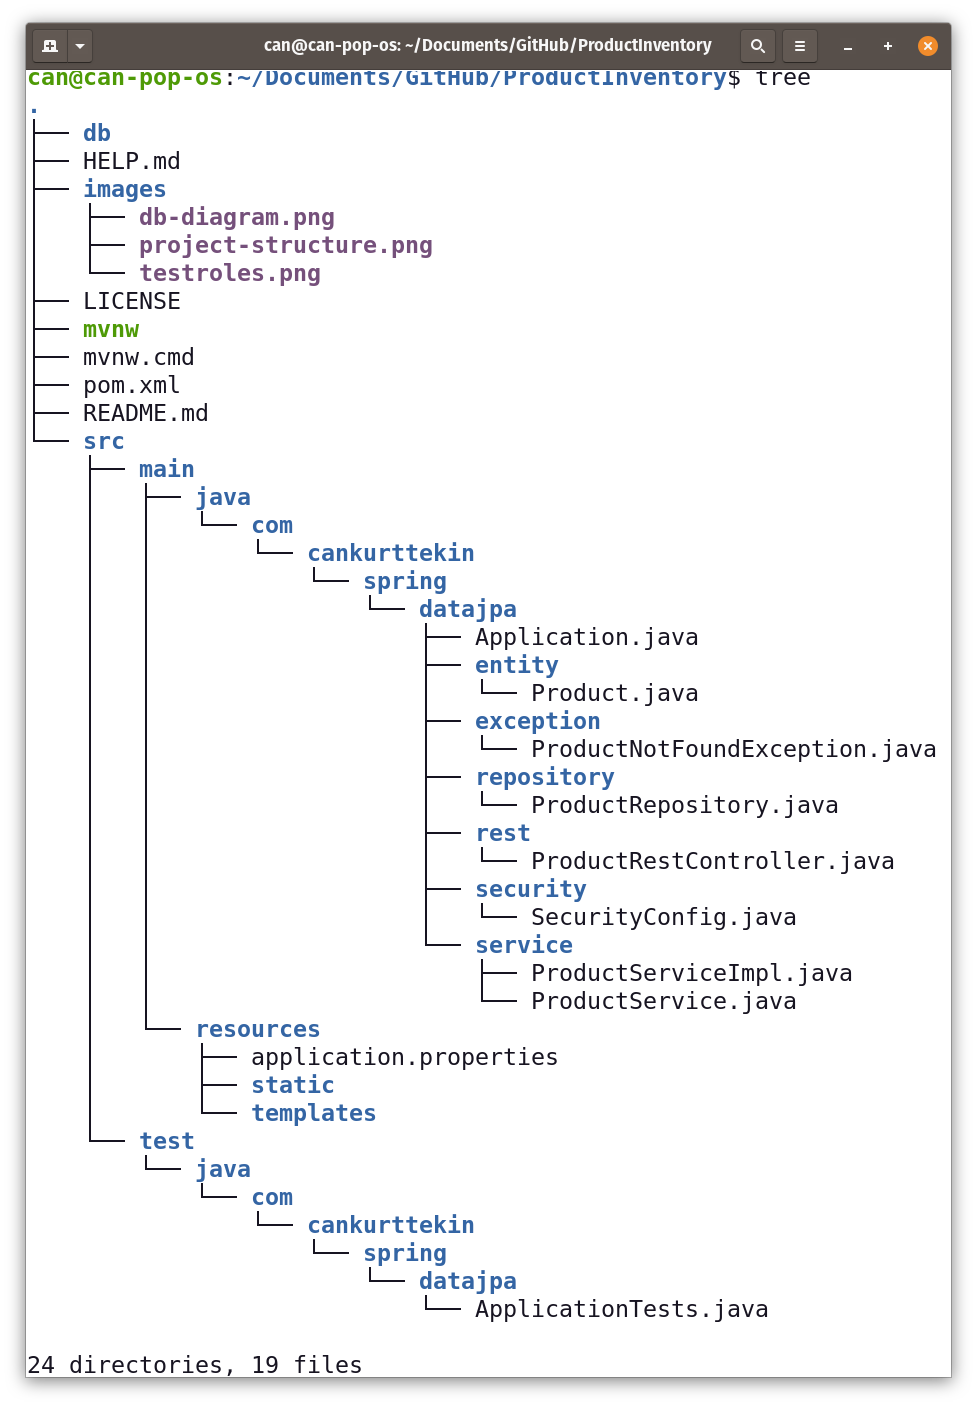 can@can-pop-os: ~/Documents/GitHub/ProductInventory
can@can-pop-os:~/Documents/GitHub/ProductInventory$ tree
.
├── db
├── HELP.md
├── images
│   ├── db-diagram.png
│   ├── project-structure.png
│   └── testroles.png
├── LICENSE
├── mvnw
├── mvnw.cmd
├── pom.xml
├── README.md
└── src
    ├── main
    │   ├── java
    │   │   └── com
    │   │       └── cankurttekin
    │   │           └── spring
    │   │               └── datajpa
    │   │                   ├── Application.java
    │   │                   ├── entity
    │   │                   │   └── Product.java
    │   │                   ├── exception
    │   │                   │   └── ProductNotFoundException.java
    │   │                   ├── repository
    │   │                   │   └── ProductRepository.java
    │   │                   ├── rest
    │   │                   │   └── ProductRestController.java
    │   │                   ├── security
    │   │                   │   └── SecurityConfig.java
    │   │                   └── service
    │   │                       ├── ProductServiceImpl.java
    │   │                       └── ProductService.java
    │   └── resources
    │       ├── application.properties
    │       ├── static
    │       └── templates
    └── test
        └── java
            └── com
                └── cankurttekin
                    └── spring
                        └── datajpa
                            └── ApplicationTests.java
24 directories, 19 files